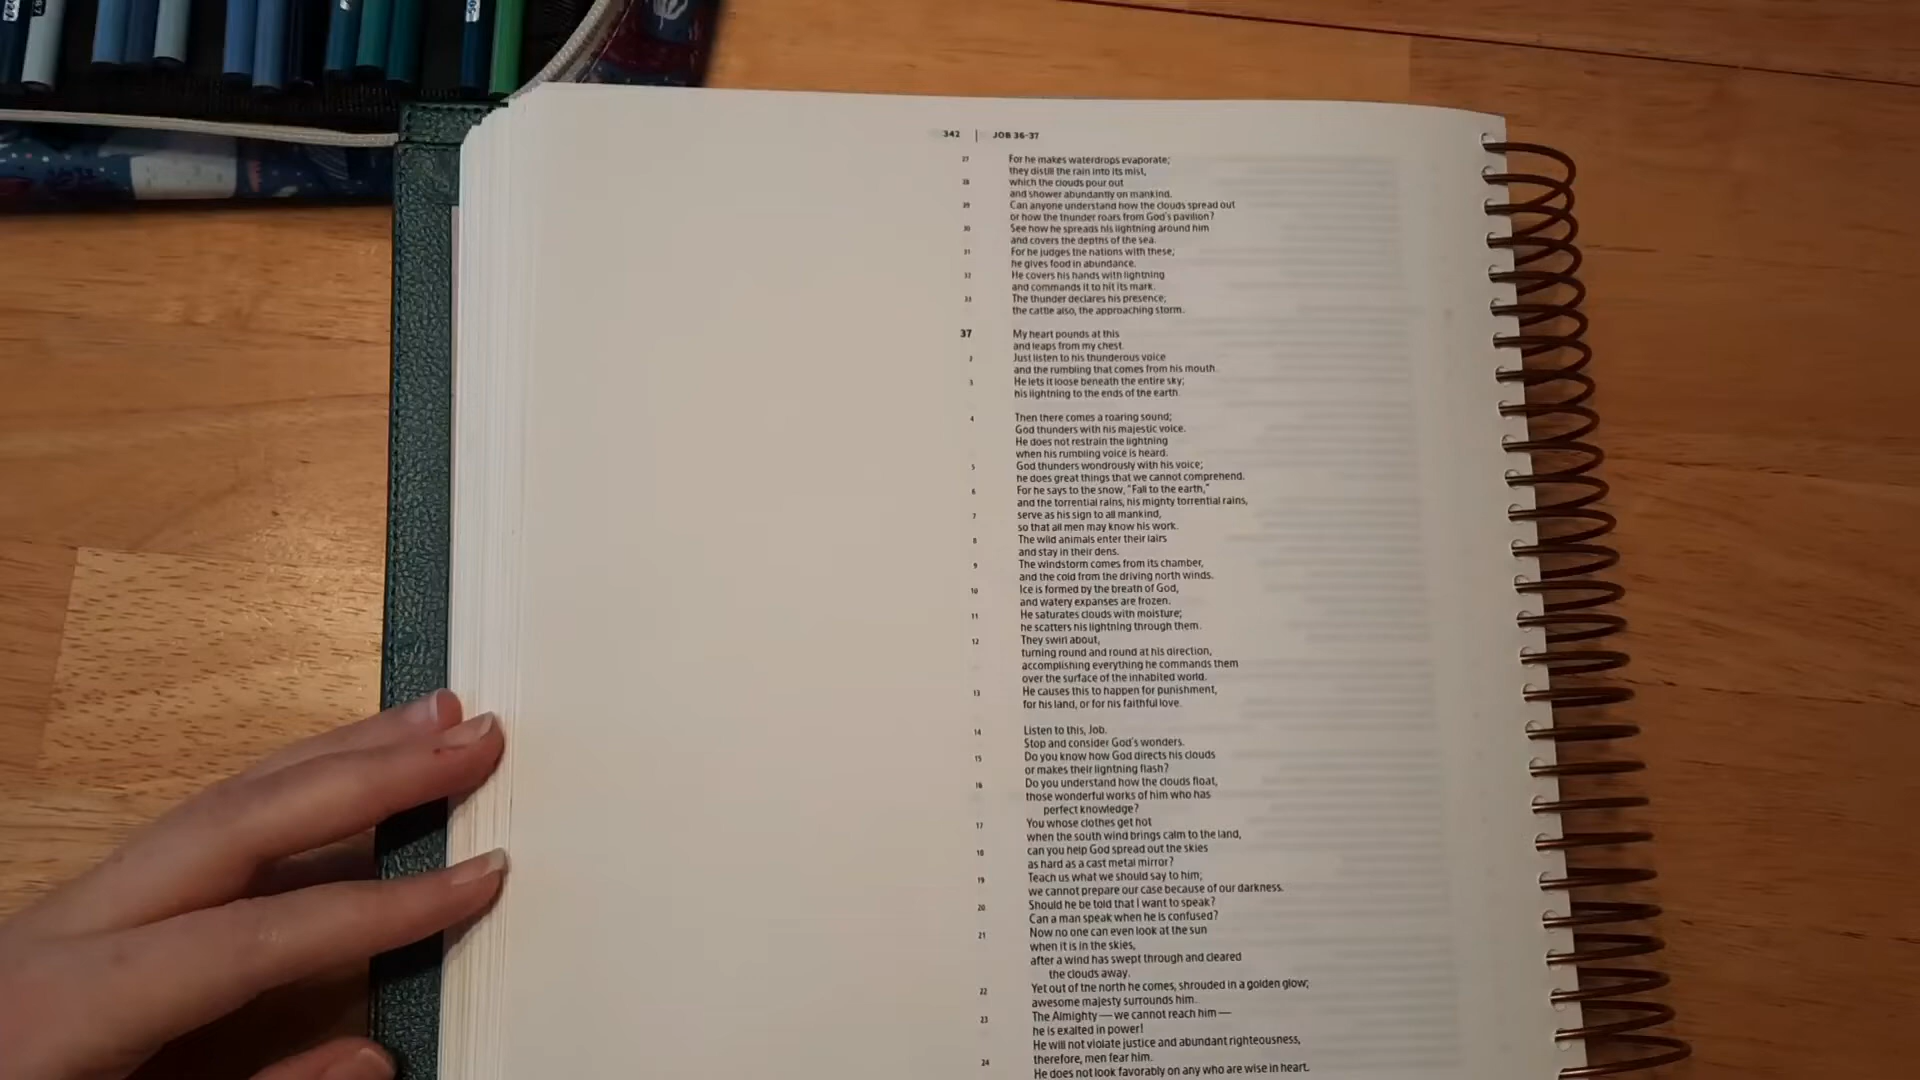 342 | JOB 36-37
27 For he makes waterdrops evaporate;
they distill the rain into its mist,
28 which the clouds pour out
and shower abundantly on mankind.
29 Can anyone understand how the clouds spread out
or how the thunder roars from God's pavilion?
30 See how he spreads his lightning around him
and covers the depths of the sea.
31 For he judges the nations with these;
he gives food in abundance.
32 He covers his hands with lightning
and commands it to hit its mark.
33 The thunder declares his presence;
the cattle also, the approaching storm.
37 My heart pounds at this
and leaps from my chest.
2 Just listen to his thunderous voice
and the rumbling that comes from his mouth.
3 He lets it loose beneath the entire sky;
his lightning to the ends of the earth.
4 Then there comes a roaring sound;
God thunders with his majestic voice.
He does not restrain the lightning
when his rumbling voice is heard.
5 God thunders wondrously with his voice;
he does great things that we cannot comprehend.
6 For he says to the snow, "Fall to the earth,"
and the torrential rains, his mighty torrential rains,
7 serve as his sign to all mankind,
so that all men may know his work.
8 The wild animals enter their lairs
and stay in their dens.
9 The windstorm comes from its chamber,
and the cold from the driving north winds.
10 Ice is formed by the breath of God,
and watery expanses are frozen.
11 He saturates clouds with moisture;
he scatters his lightning through them.
12 They swirl about,
turning round and round at his direction,
accomplishing everything he commands them
over the surface of the inhabited world.
13 He causes this to happen for punishment,
for his land, or for his faithful love.
14 Listen to this, Job.
Stop and consider God's wonders.
15 Do you know how God directs his clouds
or makes their lightning flash?
16 Do you understand how the clouds float,
those wonderful works of him who has
perfect knowledge?
17 You whose clothes get hot
when the south wind brings calm to the land,
18 can you help God spread out the skies
as hard as a cast metal mirror?
19 Teach us what we should say to him;
we cannot prepare our case because of our darkness.
20 Should he be told that I want to speak?
Can a man speak when he is confused?
21 Now no one can even look at the sun
when it is in the skies,
after a wind has swept through and cleared
the clouds away.
22 Yet out of the north he comes, shrouded in a golden glow;
awesome majesty surrounds him.
23 The Almighty — we cannot reach him —
he is exalted in power!
He will not violate justice and abundant righteousness,
24 therefore, men fear him.
He does not look favorably on any who are wise in heart.